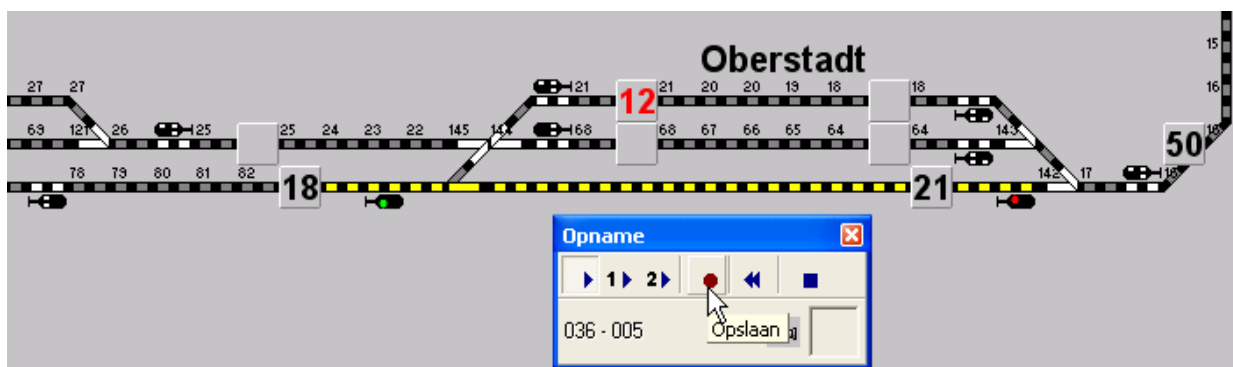 Oberstadt
15
27 27 21 12 21 20 20 19 18 18 16
69 121 26 25 25 24 23 22 145 144 68 68 67 66 65 64 64 143 50
78 79 80 81 82 18 21 142 17
Opname
1 2
036 - 005 Opslaan